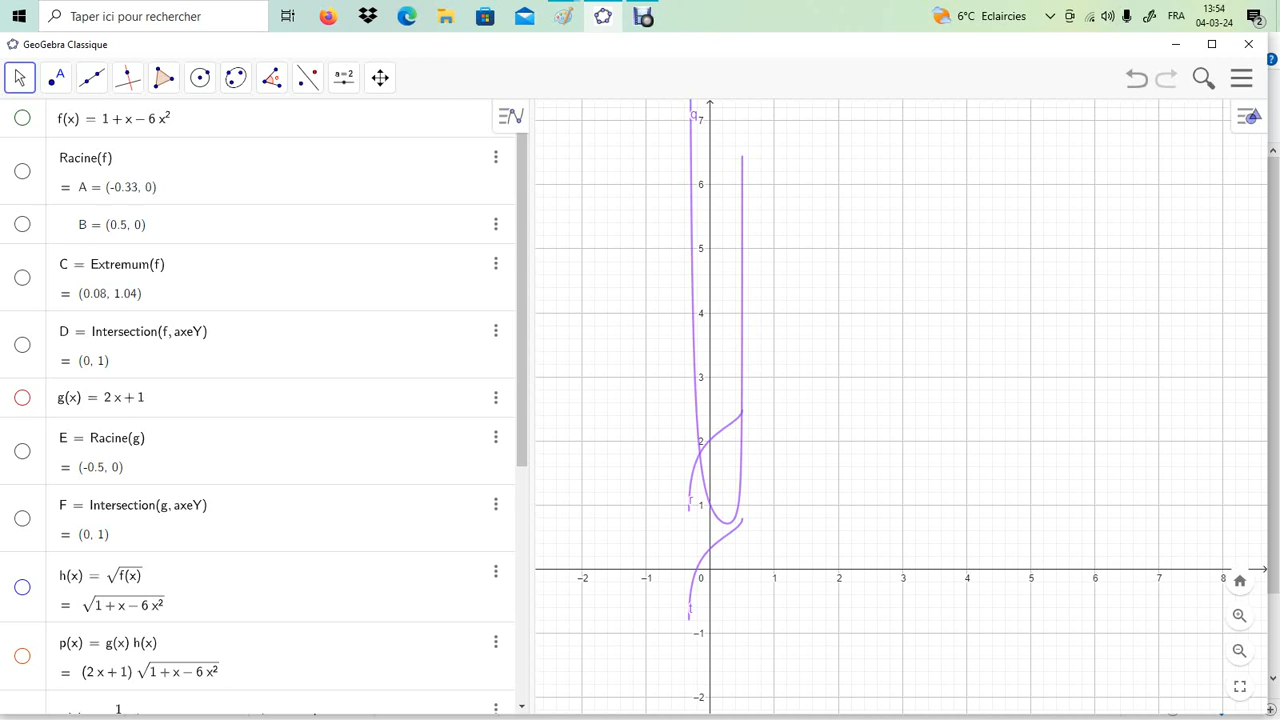 Taper ici pour rechercher
6°C Eclaircies
FRA
13:54
04-03-24
2
GeoGebra Classique
A
a=2
f(x) = 1 + x − 6 x²
Racine(f)
= A = (-0.33, 0)
B = (0.5, 0)
C = Extremum(f)
= (0.08, 1.04)
D = Intersection(f, axeY)
= (0, 1)
g(x) = 2 x + 1
E = Racine(g)
= (-0.5, 0)
F = Intersection(g, axeY)
= (0, 1)
h(x) = √f(x)
= √1 + x − 6 x²
p(x) = g(x) h(x)
= (2 x + 1) √1 + x − 6 x²
1
q
7
6
5
4
3
2
r
1
−2
−1
0
1
2
3
4
5
6
7
8
t
−1
−2